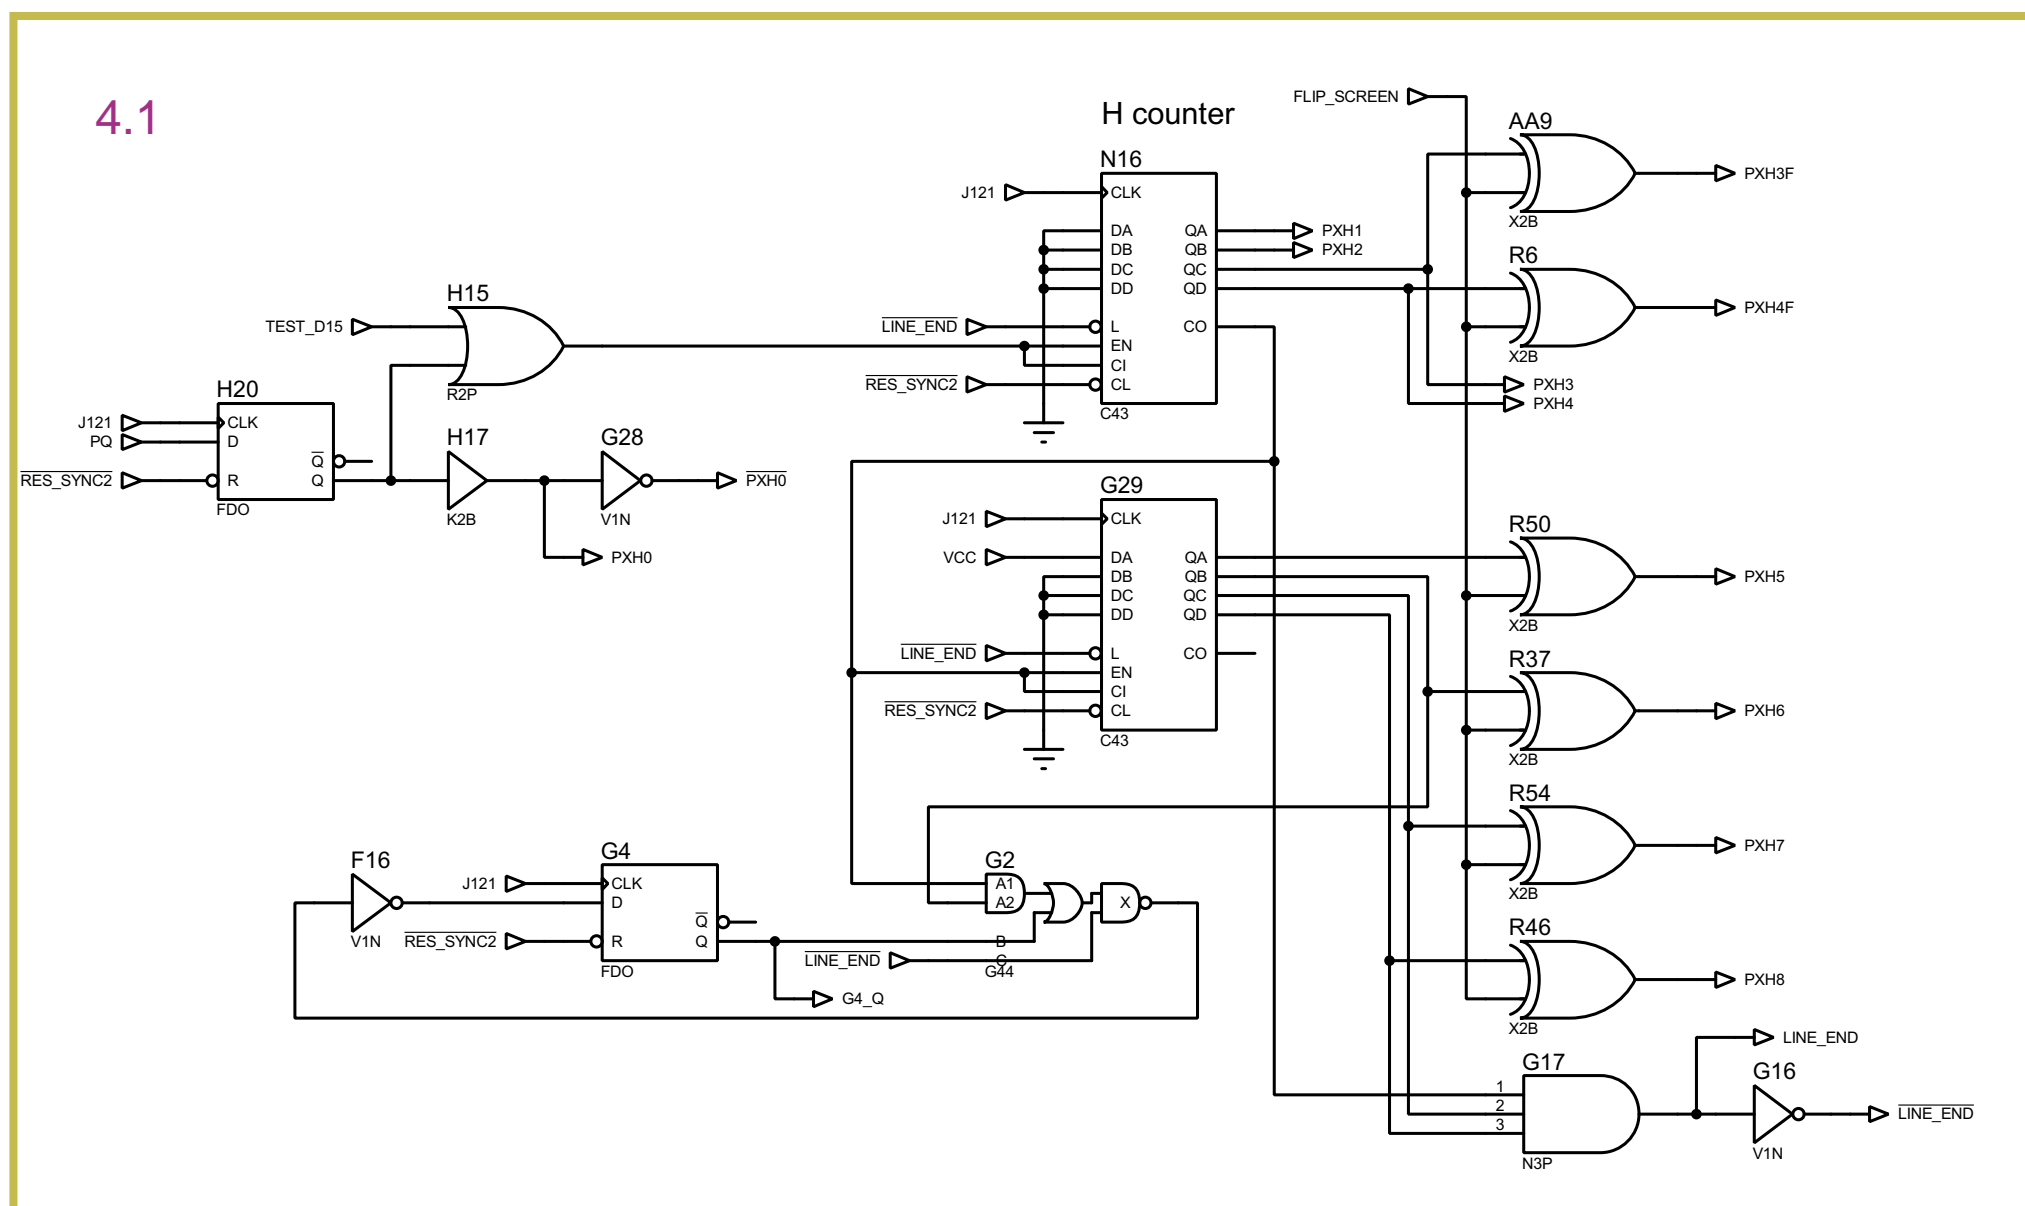 4.1
H counter
FLIP_SCREEN
AA9
X2B
PXH3F
R6
X2B
PXH4F
PXH3
PXH4
N16
J121
CLK
DA
DB
DC
DD
L
EN
CI
CL
QA
QB
QC
QD
CO
C43
PXH1
PXH2
LINE_END
RES_SYNC2
TEST_D15
H15
R2P
H20
J121
PQ
RES_SYNC2
CLK
D
R
Q
Q
FDO
H17
K2B
G28
V1N
PXH0
PXH0
G29
J121
VCC
LINE_END
RES_SYNC2
CLK
DA
DB
DC
DD
L
EN
CI
CL
QA
QB
QC
QD
CO
C43
R50
X2B
PXH5
R37
X2B
PXH6
R54
X2B
PXH7
R46
X2B
PXH8
F16
V1N
G4
J121
RES_SYNC2
CLK
D
R
Q
Q
FDO
G4_Q
LINE_END
G2
A1
A2
B
C
X
G44
G17
1
2
3
N3P
LINE_END
G16
V1N
LINE_END